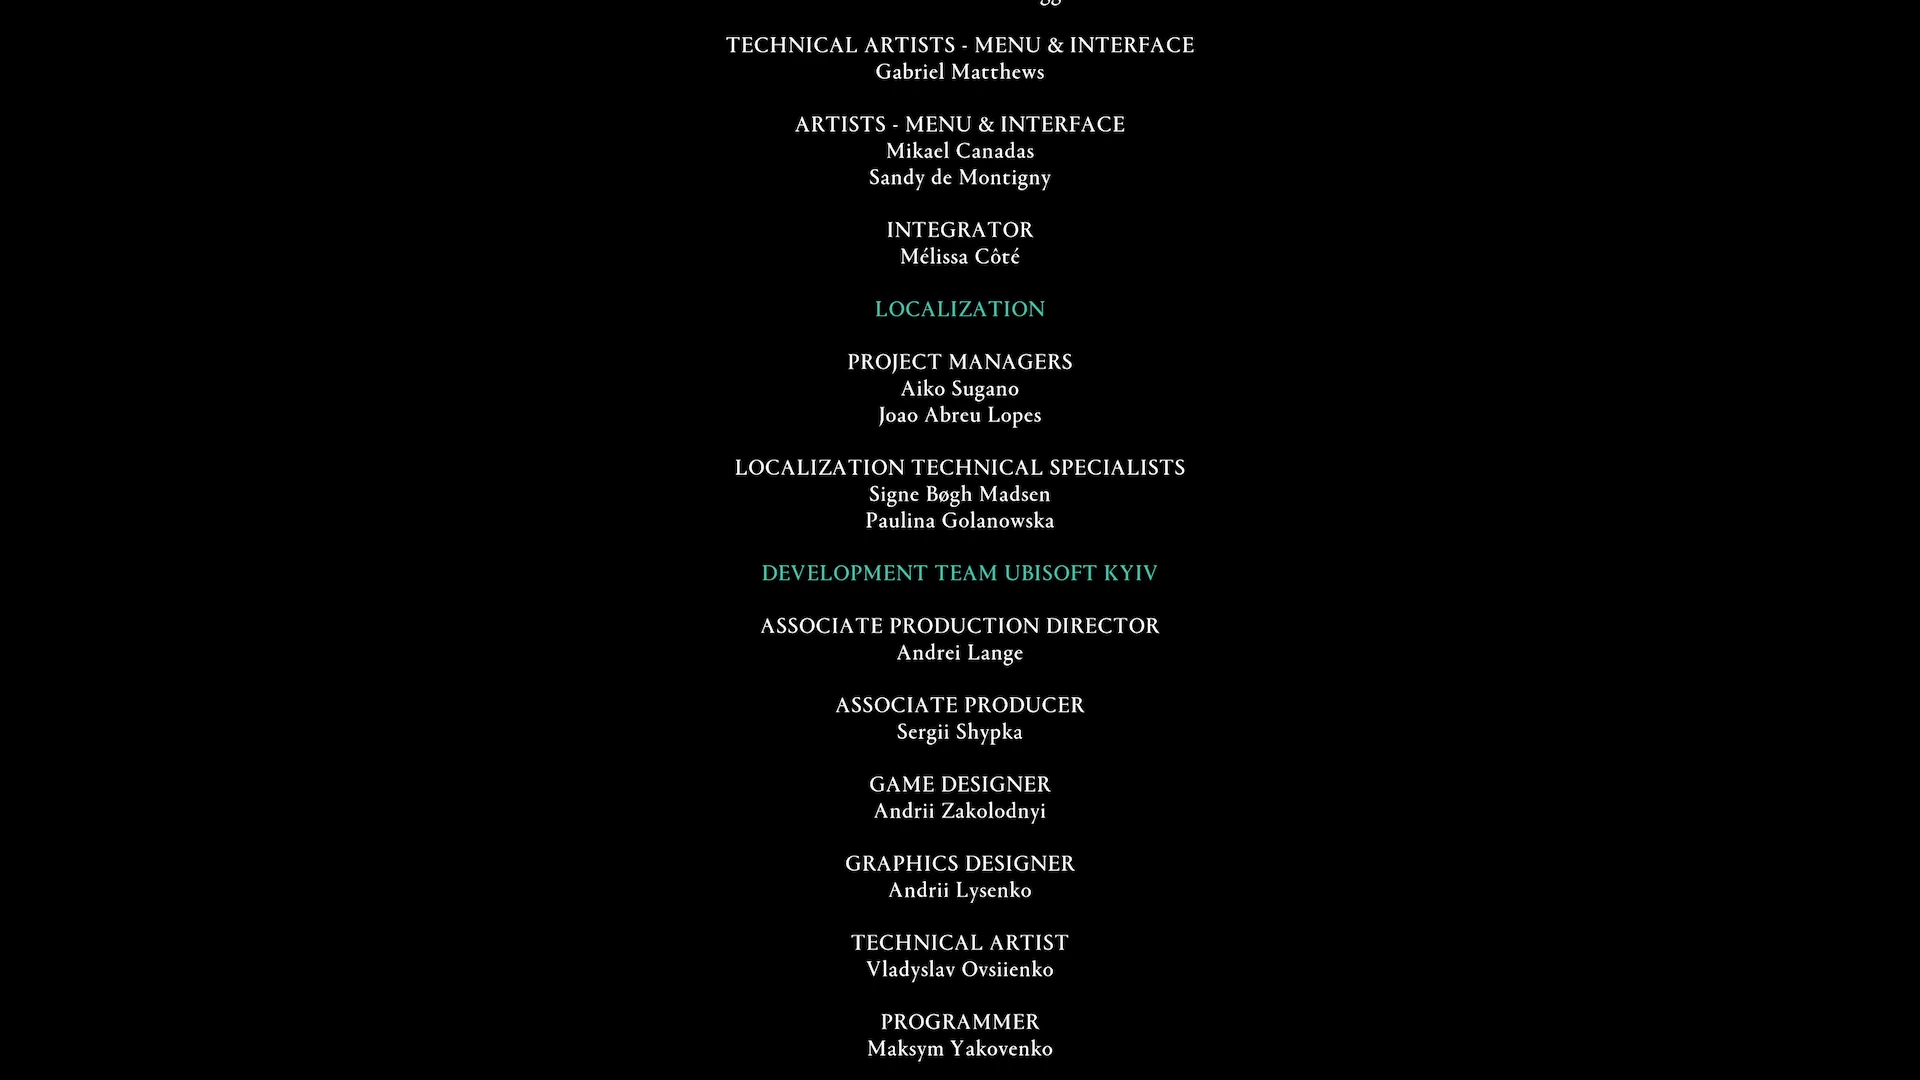 TECHNICAL ARTISTS - MENU & INTERFACE
Gabriel Matthews
ARTISTS - MENU & INTERFACE
Mikael Canadas
Sandy de Montigny
INTEGRATOR
Mélissa Côté
LOCALIZATION
PROJECT MANAGERS
Aiko Sugano
Joao Abreu Lopes
LOCALIZATION TECHNICAL SPECIALISTS
Signe Bøgh Madsen
Paulina Golanowska
DEVELOPMENT TEAM UBISOFT KYIV
ASSOCIATE PRODUCTION DIRECTOR
Andrei Lange
ASSOCIATE PRODUCER
Sergii Shypka
GAME DESIGNER
Andrii Zakolodnyi
GRAPHICS DESIGNER
Andrii Lysenko
TECHNICAL ARTIST
Vladyslav Ovsiienko
PROGRAMMER
Maksym Yakovenko